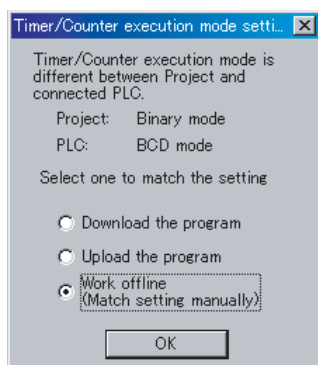 Timer/Counter execution mode setti...
Timer/Counter execution mode is
different between Project and
connected PLC.
Project: Binary mode
PLC: BCD mode
Select one to match the setting
Download the program
Upload the program
Work offline
(Match setting manually)
OK